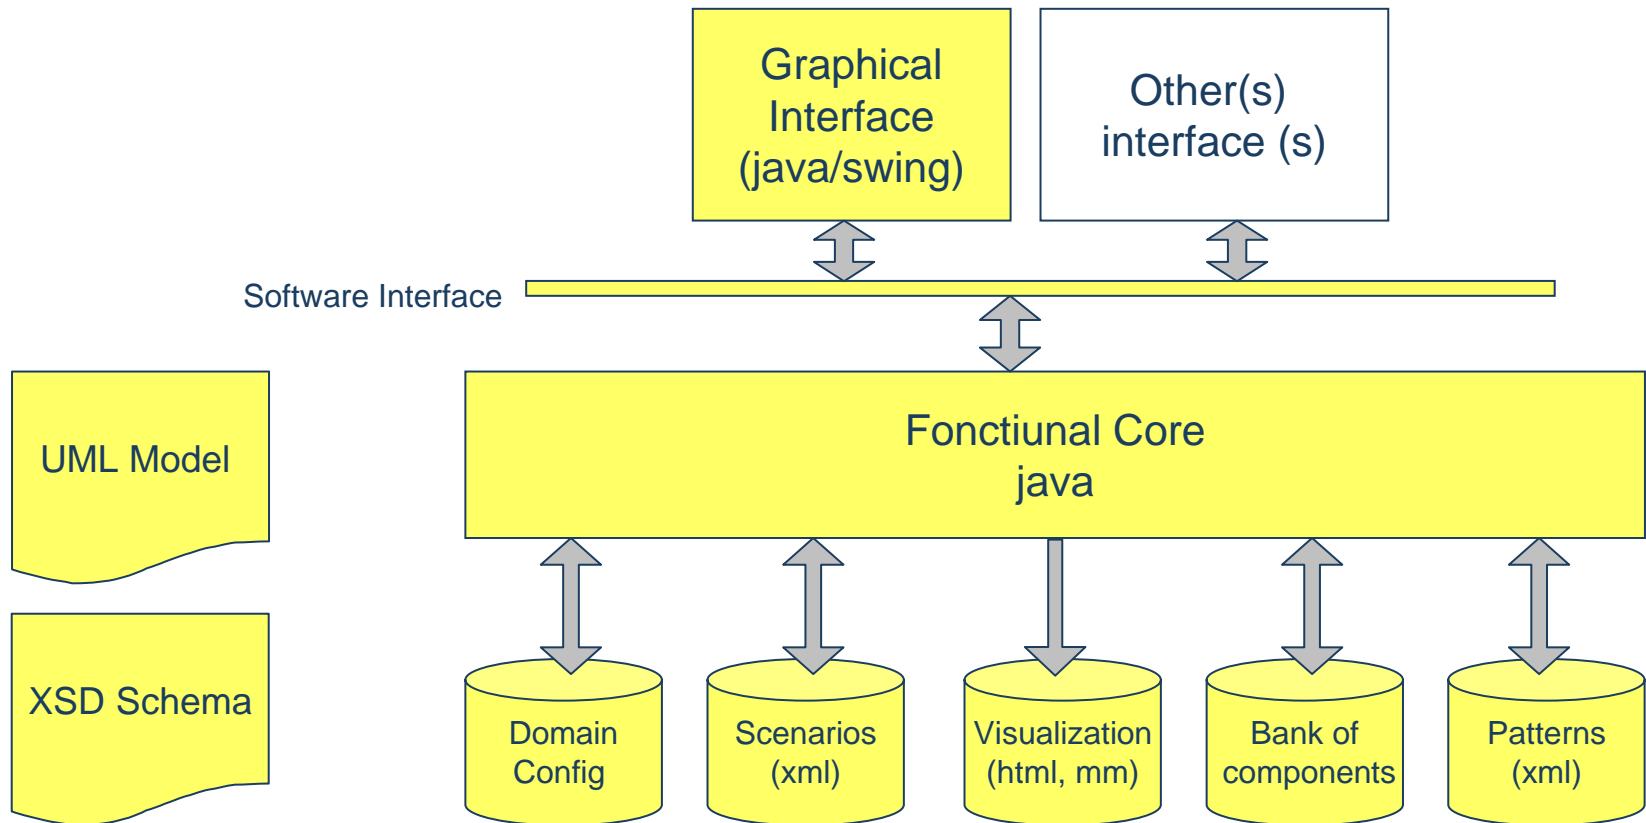 Graphical
Interface
(java/swing)
Other(s)
interface (s)
Software Interface
UML Model
Fonctiunal Core
java
XSD Schema
Domain
Config
Scenarios
(xml)
Visualization
(html, mm)
Bank of
components
Patterns
(xml)